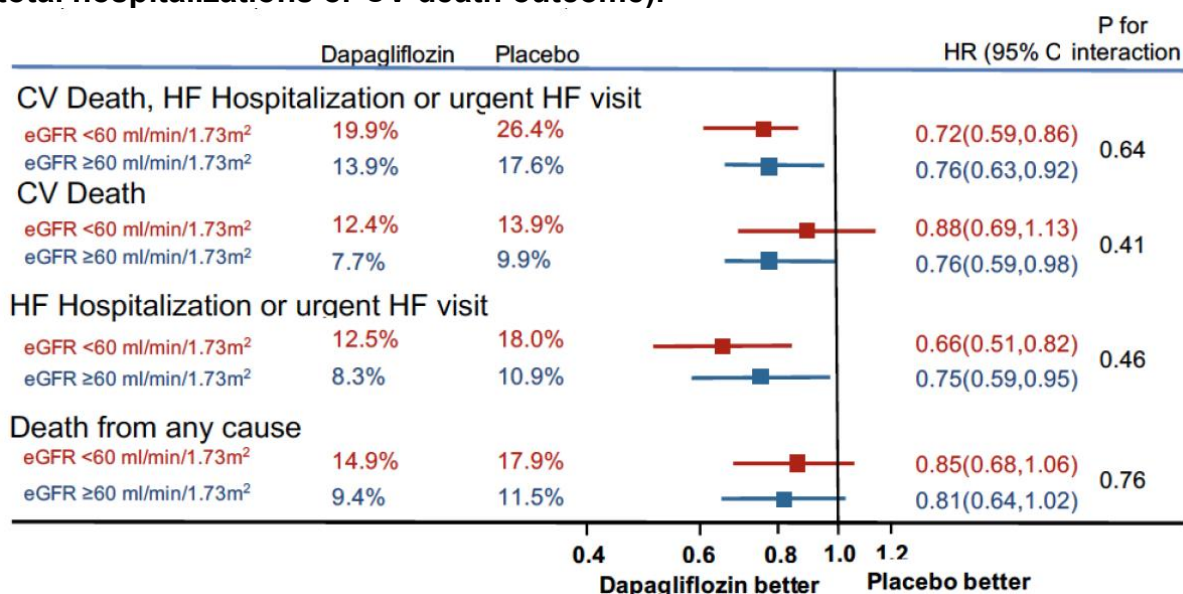 total hospitalizations or CV death outcome).
P for
Dapagliflozin Placebo HR (95% C interaction
CV Death, HF Hospitalization or urgent HF visit
eGFR <60 ml/min/1.73m² 19.9% 26.4% 0.72(0.59,0.86)
0.64
eGFR ≥60 ml/min/1.73m² 13.9% 17.6% 0.76(0.63,0.92)
CV Death
eGFR <60 ml/min/1.73m² 12.4% 13.9% 0.88(0.69,1.13)
0.41
eGFR ≥60 ml/min/1.73m² 7.7% 9.9% 0.76(0.59,0.98)
HF Hospitalization or urgent HF visit
eGFR <60 ml/min/1.73m² 12.5% 18.0% 0.66(0.51,0.82)
0.46
eGFR ≥60 ml/min/1.73m² 8.3% 10.9% 0.75(0.59,0.95)
Death from any cause
eGFR <60 ml/min/1.73m² 14.9% 17.9% 0.85(0.68,1.06)
0.76
eGFR ≥60 ml/min/1.73m² 9.4% 11.5% 0.81(0.64,1.02)
0.4 0.6 0.8 1.0 1.2
Dapagliflozin better Placebo better